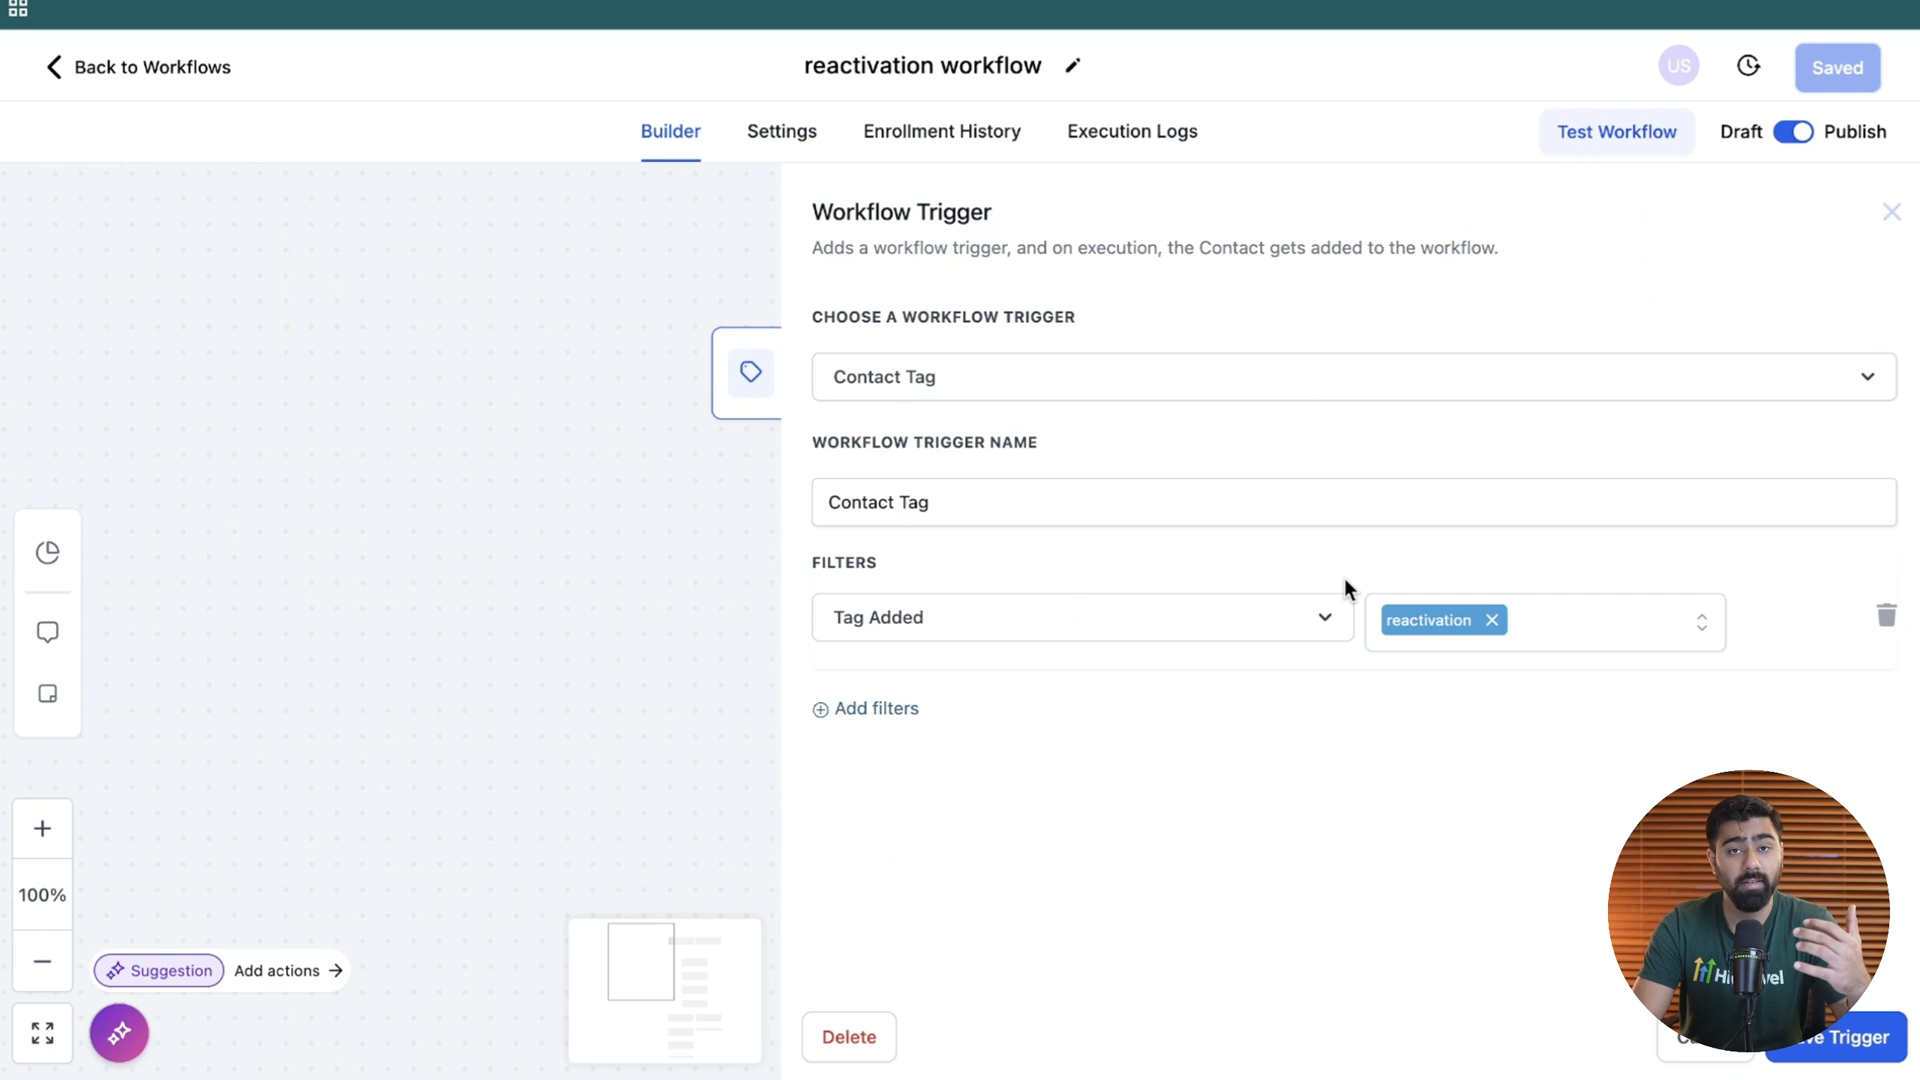 Back to Workflows
reactivation workflow
US
Saved
Builder
Settings
Enrollment History
Execution Logs
Test Workflow
Draft
Publish
Workflow Trigger
Adds a workflow trigger, and on execution, the Contact gets added to the workflow.
CHOOSE A WORKFLOW TRIGGER
Contact Tag
WORKFLOW TRIGGER NAME
Contact Tag
FILTERS
Tag Added
reactivation
Add filters
100%
Suggestion
Add actions
Delete
Trigger